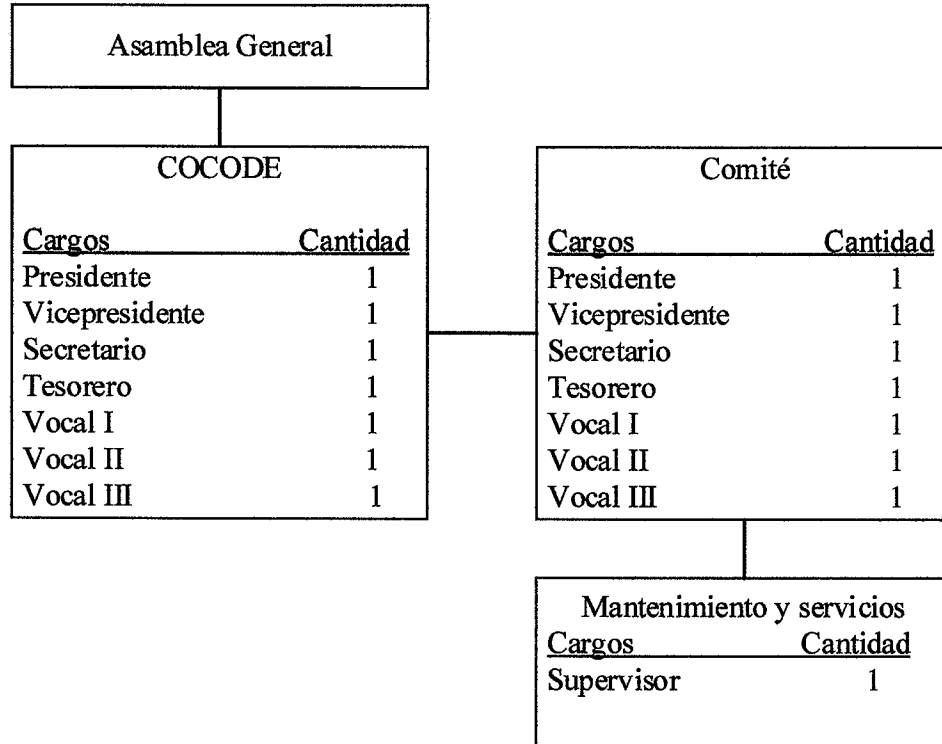 Asamblea General
COCODE
Cargos Cantidad
Presidente 1
Vicepresidente 1
Secretario 1
Tesorero 1
Vocal I 1
Vocal II 1
Vocal III 1
Comité
Cargos Cantidad
Presidente 1
Vicepresidente 1
Secretario 1
Tesorero 1
Vocal I 1
Vocal II 1
Vocal III 1
Mantenimiento y servicios
Cargos Cantidad
Supervisor 1